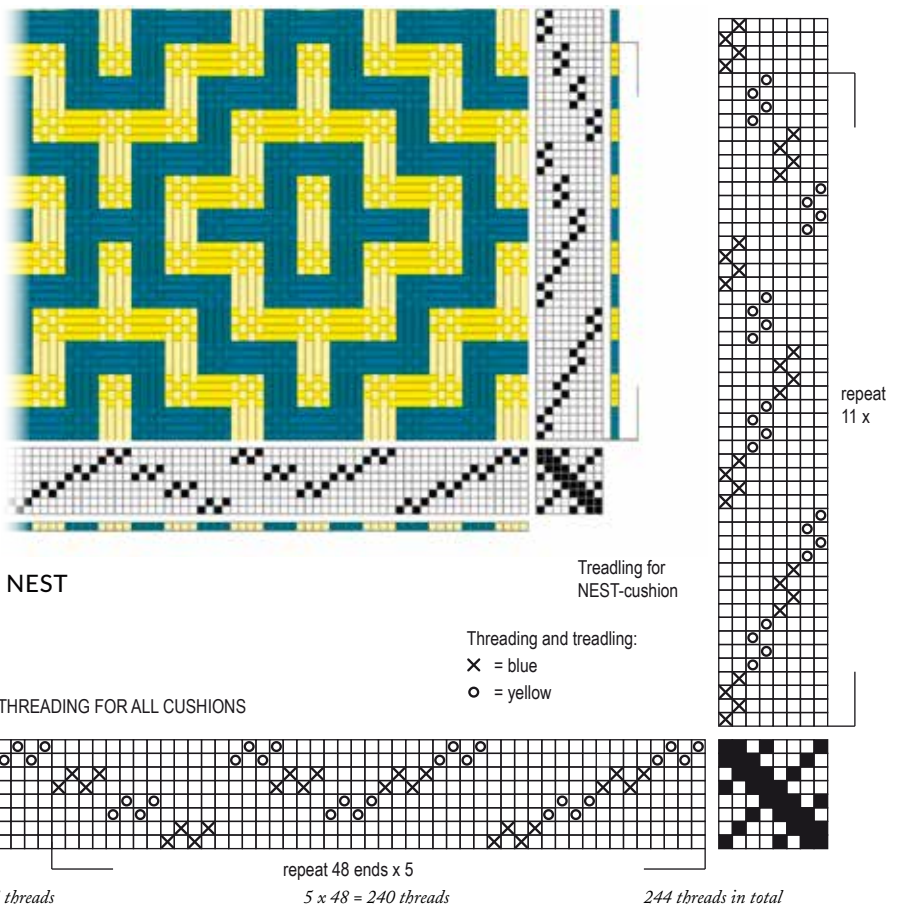 repeat
11 x
NEST
Treadling for
NEST-cushion
Threading and treadling:
= blue
= yellow
THREADING FOR ALL CUSHIONS
repeat 48 ends x 5
threads
5 x 48 = 240 threads
244 threads in total